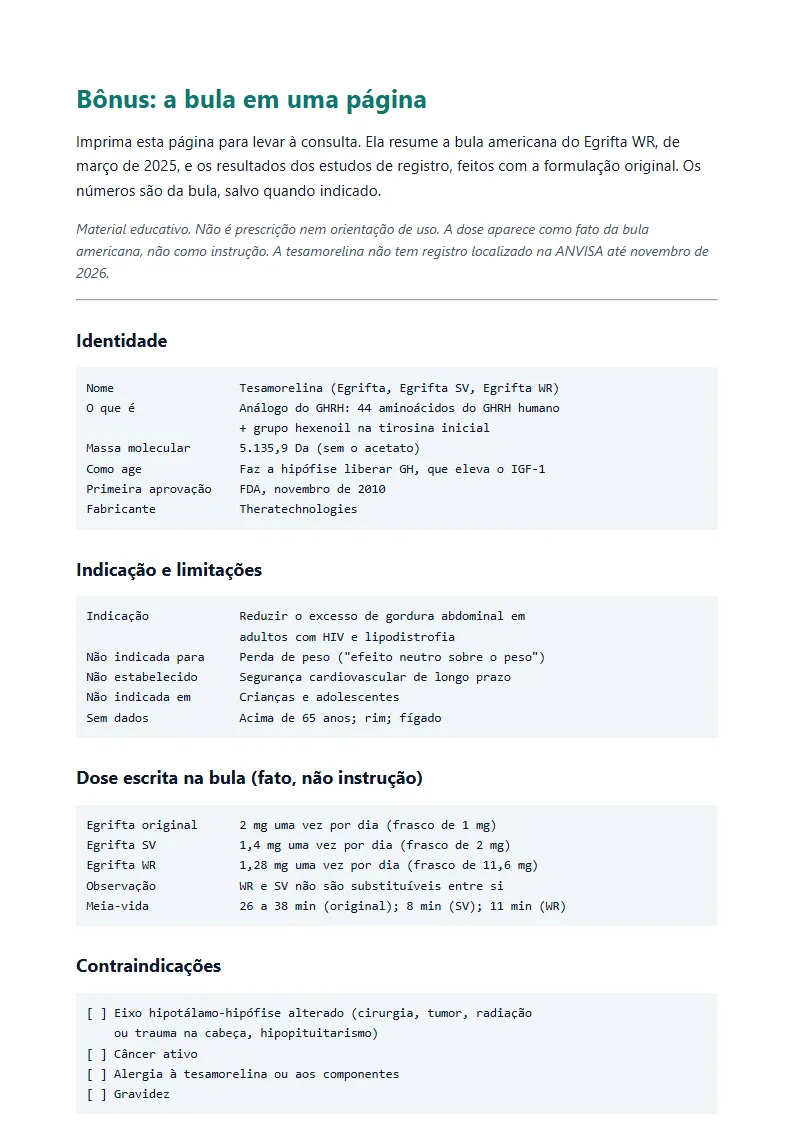 Bônus: a bula em uma página
Imprima esta página para levar à consulta. Ela resume a bula americana do Egrifta WR, de
março de 2025, e os resultados dos estudos de registro, feitos com a formulação original. Os
números são da bula, salvo quando indicado.
Material educativo. Não é prescrição nem orientação de uso. A dose aparece como fato da bula
americana, não como instrução. A tesamorelina não tem registro localizado na ANVISA até novembro de
2026.
Identidade
Nome Tesamorelina (Egrifta, Egrifta SV, Egrifta WR)
O que é Análogo do GHRH: 44 aminoácidos do GHRH humano
+ grupo hexenoil na tirosina inicial
Massa molecular 5.135,9 Da (sem o acetato)
Como age Faz a hipófise liberar GH, que eleva o IGF-1
Primeira aprovação FDA, novembro de 2010
Fabricante Theratechnologies
Indicação e limitações
Indicação Reduzir o excesso de gordura abdominal em
adultos com HIV e lipodistrofia
Não indicada para Perda de peso ("efeito neutro sobre o peso")
Não estabelecido Segurança cardiovascular de longo prazo
Não indicada em Crianças e adolescentes
Sem dados Acima de 65 anos; rim; fígado
Dose escrita na bula (fato, não instrução)
Egrifta original 2 mg uma vez por dia (frasco de 1 mg)
Egrifta SV 1,4 mg uma vez por dia (frasco de 2 mg)
Egrifta WR 1,28 mg uma vez por dia (frasco de 11,6 mg)
Observação WR e SV não são substituíveis entre si
Meia-vida 26 a 38 min (original); 8 min (SV); 11 min (WR)
Contraindicações
[ ] Eixo hipotálamo-hipófise alterado (cirurgia, tumor, radiação
ou trauma na cabeça, hipopituitarismo)
[ ] Câncer ativo
[ ] Alergia à tesamorelina ou aos componentes
[ ] Gravidez